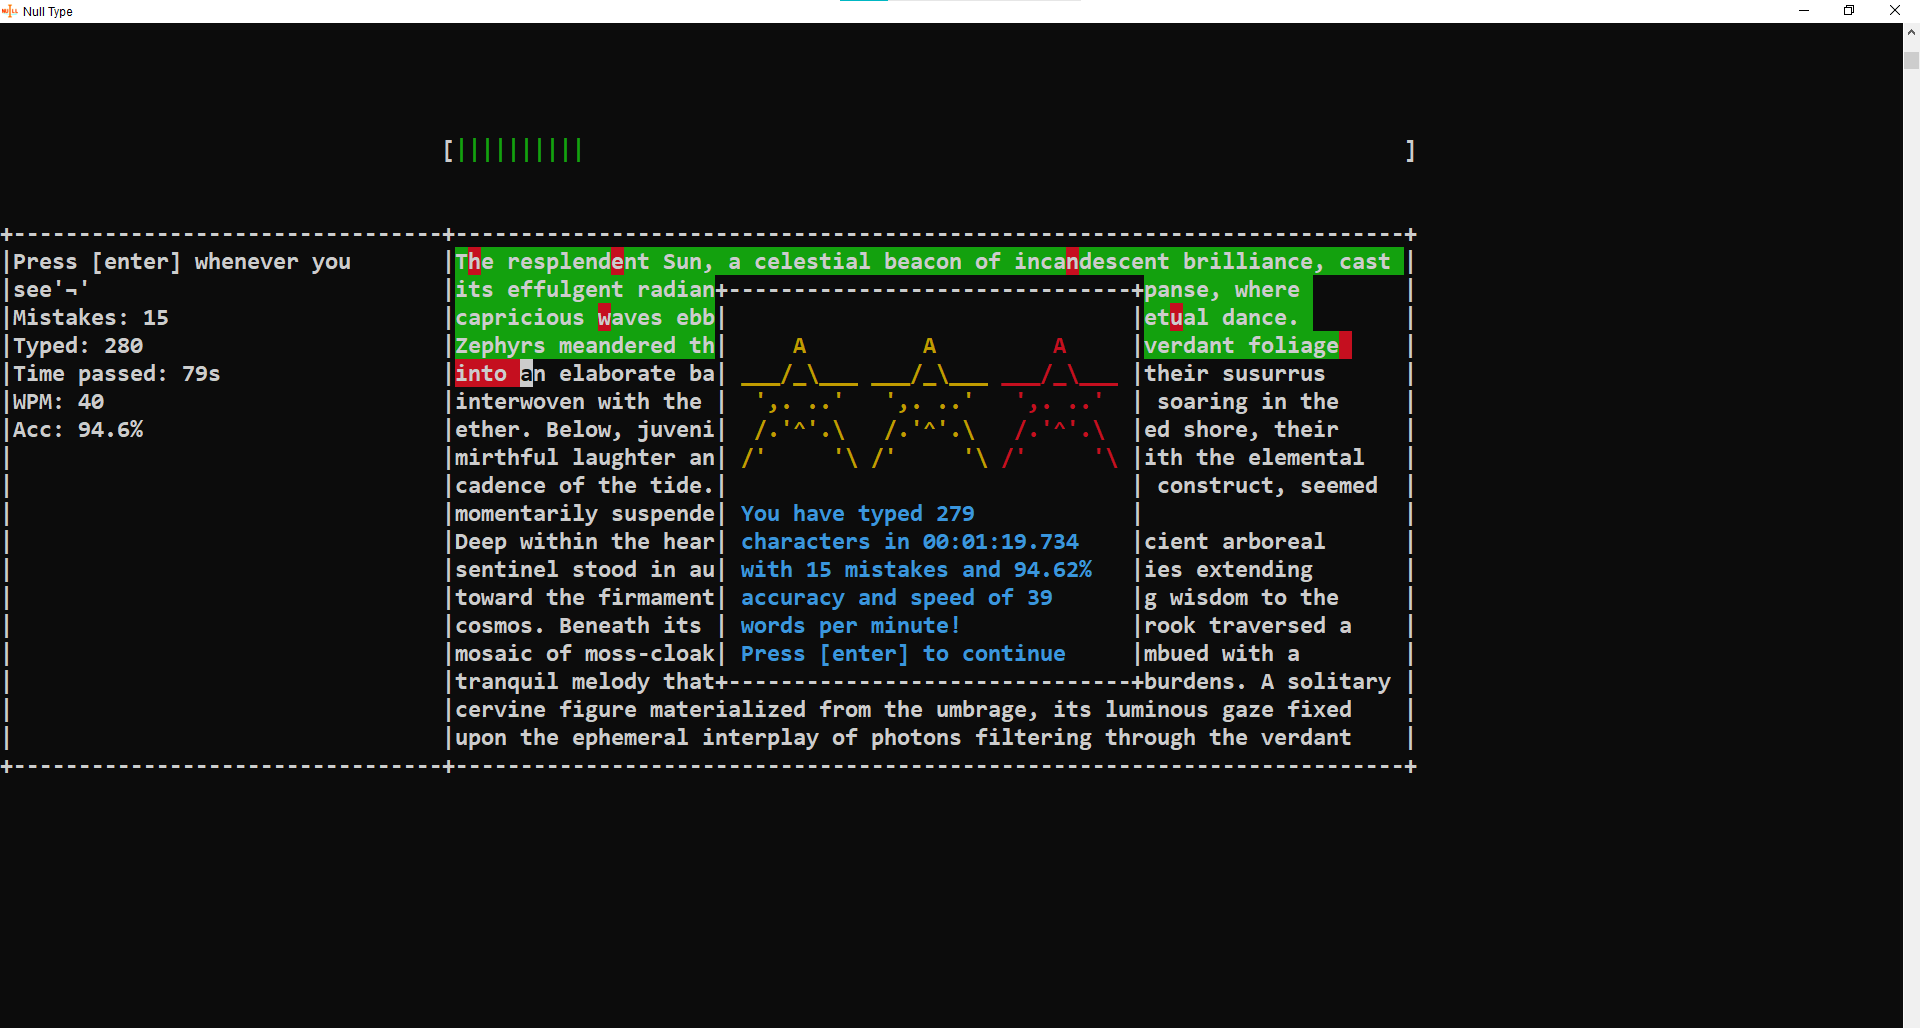 Null Type
[||||||||||]
+---------------------------------+--------------------------------------------------------------------------+
|Press [enter] whenever you |The resplendent Sun, a celestial beacon of incandescent brilliance, cast |
|see'¬' |its effulgent radian+-------------------------------+panse, where |
|Mistakes: 15 |capricious waves ebb| |etual dance. |
|Typed: 280 |Zephyrs meandered th| A A A |verdant foliage |
|Time passed: 79s |into an elaborate ba| ___/_\___ ___/_\___ ___/_\___ |their susurrus |
|WPM: 40 |interwoven with the | ',. ..' ',. ..' ',. ..' | soaring in the |
|Acc: 94.6% |ether. Below, juveni| /.'^'.\ /.'^'.\ /.'^'.\ |ed shore, their |
| |mirthful laughter an| /' '\ /' '\ /' '\ |ith the elemental |
| |cadence of the tide.| | construct, seemed |
| |momentarily suspende| You have typed 279 | |
| |Deep within the hear| characters in 00:01:19.734 |cient arboreal |
| |sentinel stood in au| with 15 mistakes and 94.62% |ies extending |
| |toward the firmament| accuracy and speed of 39 |g wisdom to the |
| |cosmos. Beneath its | words per minute! |rook traversed a |
| |mosaic of moss-cloak| Press [enter] to continue |mbued with a |
| |tranquil melody that+-------------------------------+burdens. A solitary |
| |cervine figure materialized from the umbrage, its luminous gaze fixed |
| |upon the ephemeral interplay of photons filtering through the verdant |
+---------------------------------+--------------------------------------------------------------------------+